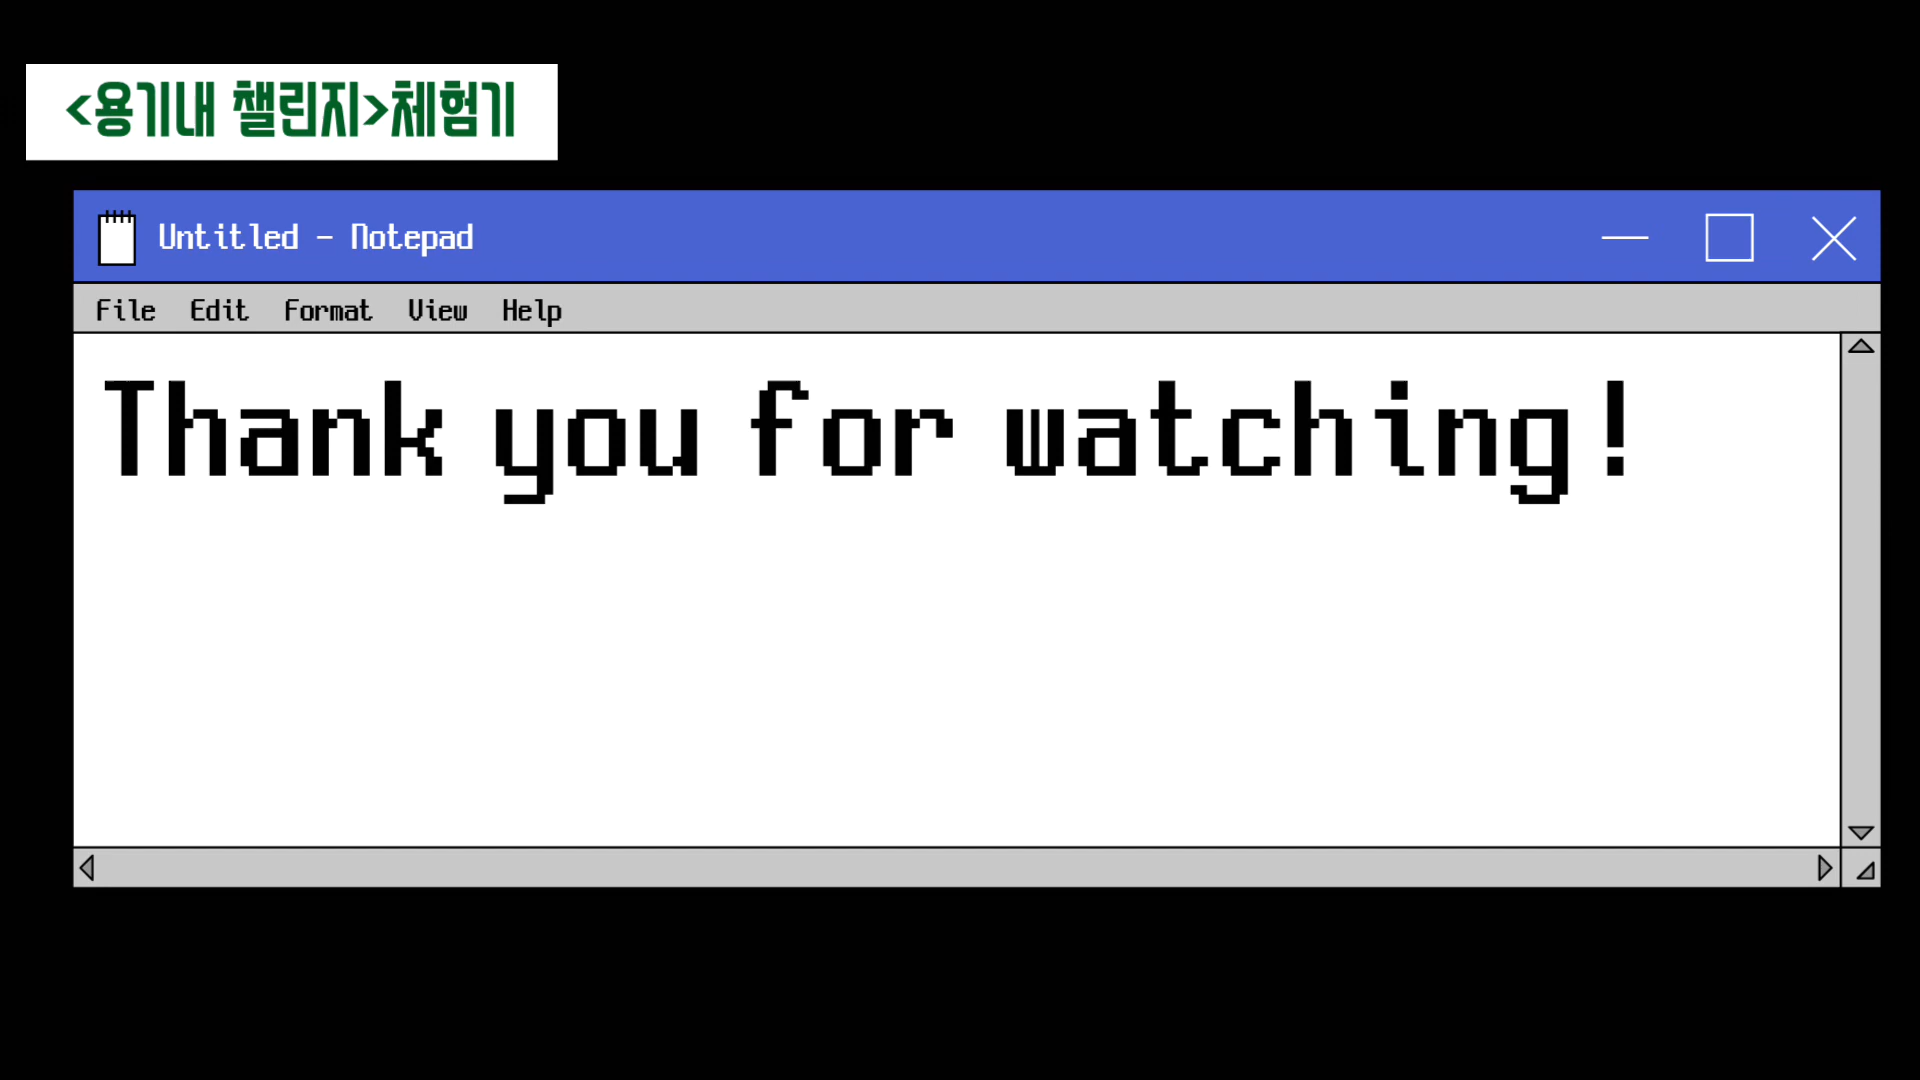 <용기내 챌린지>체험기
Untitled - Notepad
File Edit Format View Help
Thank you for watching!